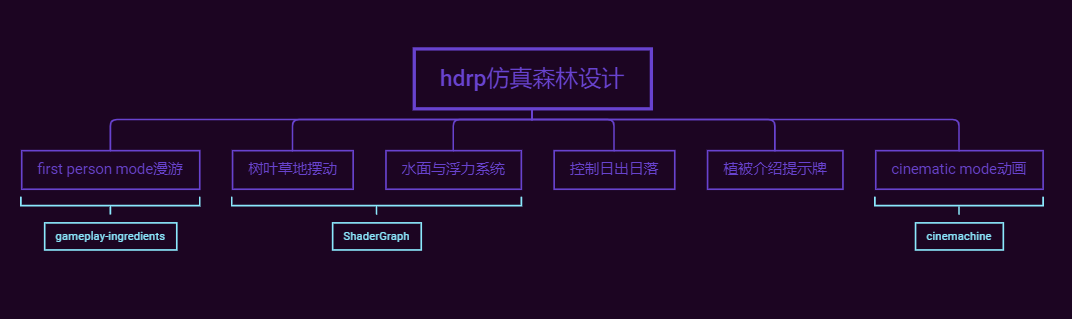 hdrp仿真森林设计
first person mode漫游
树叶草地摆动
水面与浮力系统
控制日出日落
植被介绍提示牌
cinematic mode动画
gameplay-ingredients
ShaderGraph
cinemachine